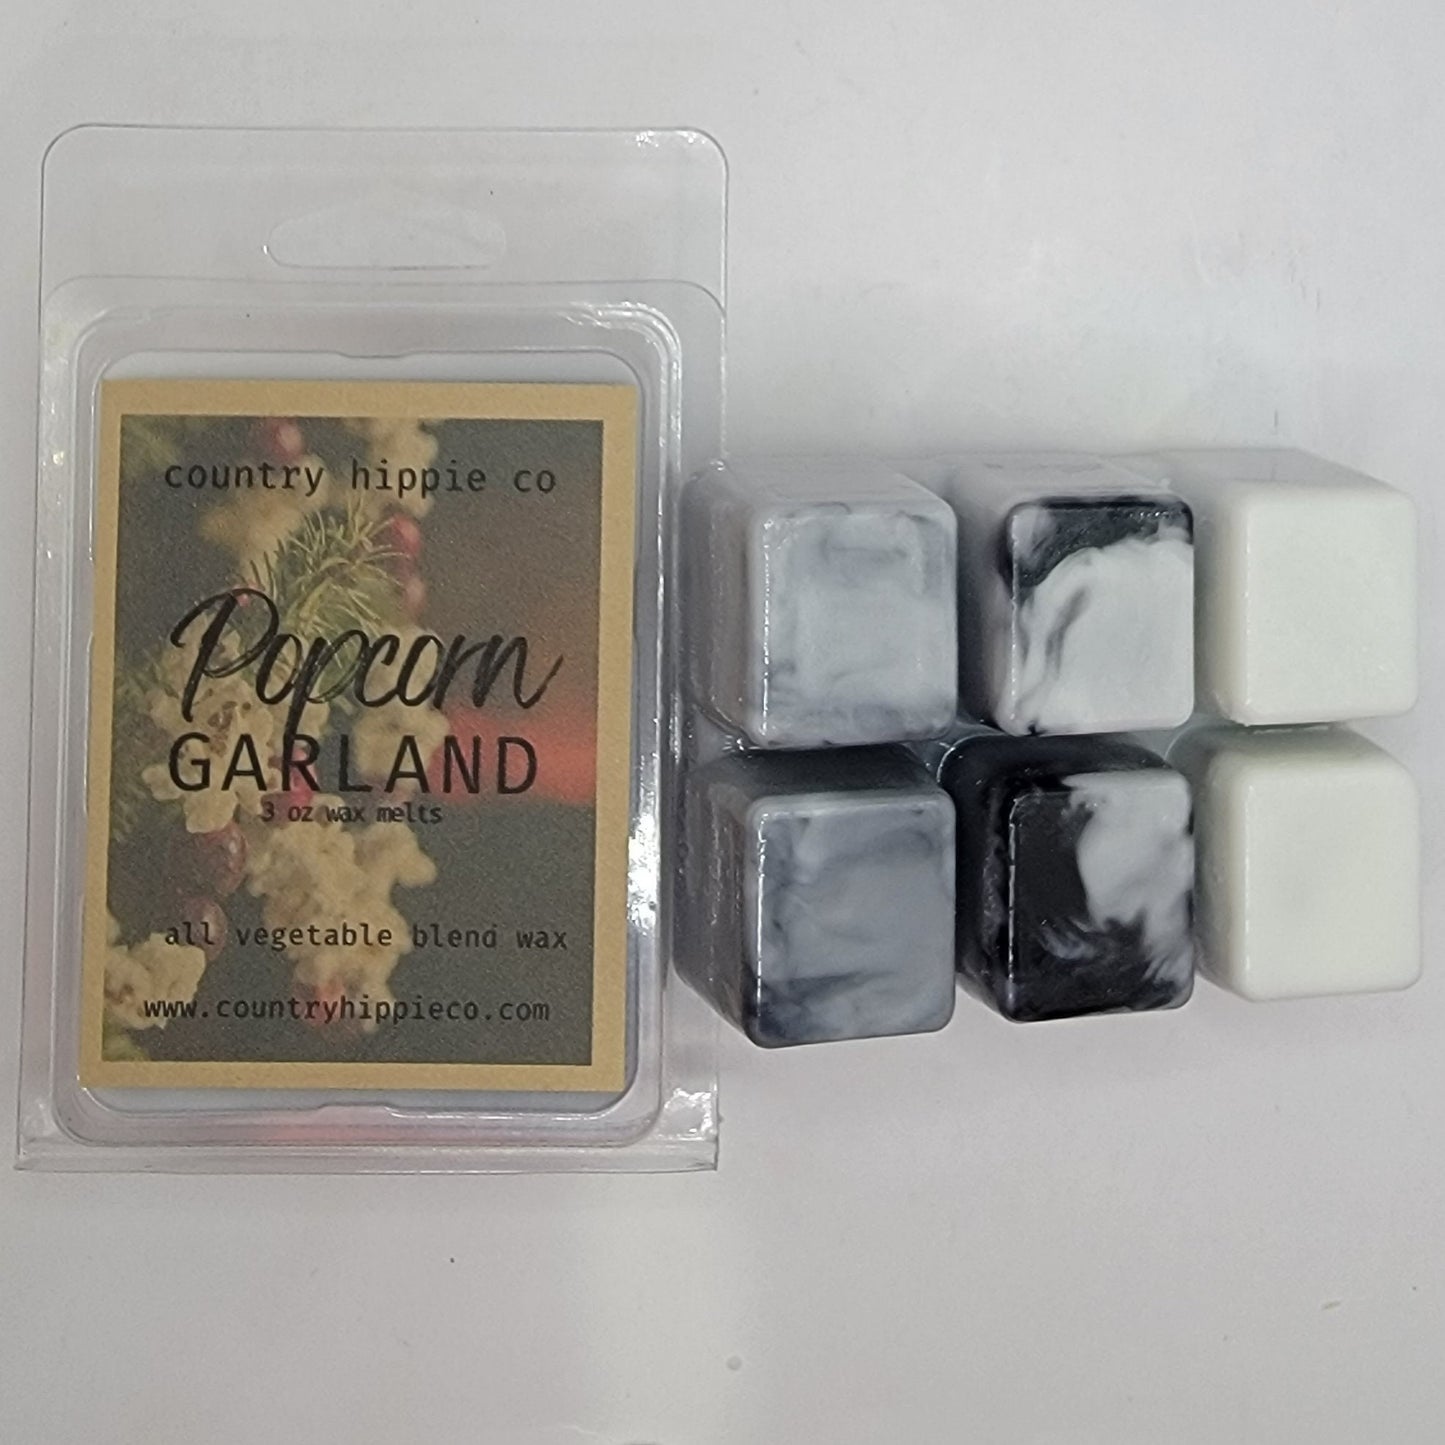 country hippie co
Popcorn
GARLAND
3 oz wax melts
all vegetable blend wax
www.countryhippieco.com